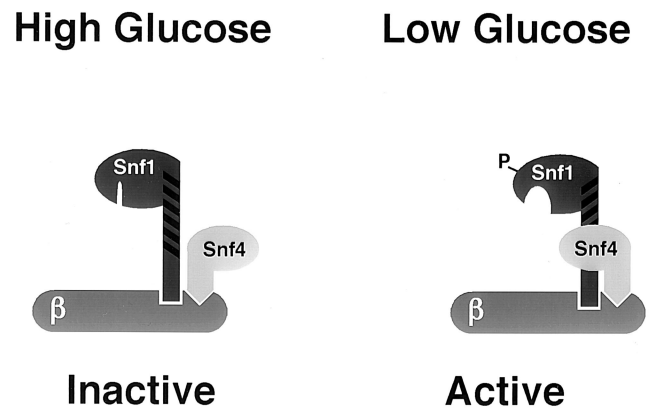 High Glucose
Low Glucose
Snf1
P
Snf1
Snf4
Snf4
β
β
Inactive
Active